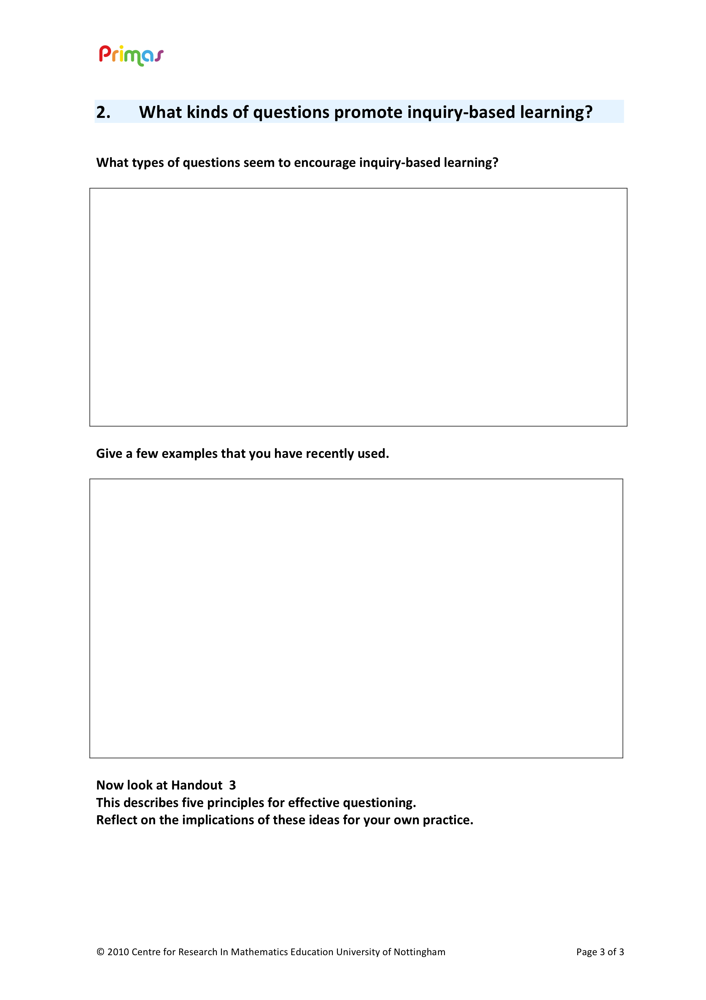 Primas
2. What kinds of questions promote inquiry-based learning?
What types of questions seem to encourage inquiry-based learning?
Give a few examples that you have recently used.
Now look at Handout 3
This describes five principles for effective questioning.
Reflect on the implications of these ideas for your own practice.
© 2010 Centre for Research In Mathematics Education University of Nottingham Page 3 of 3